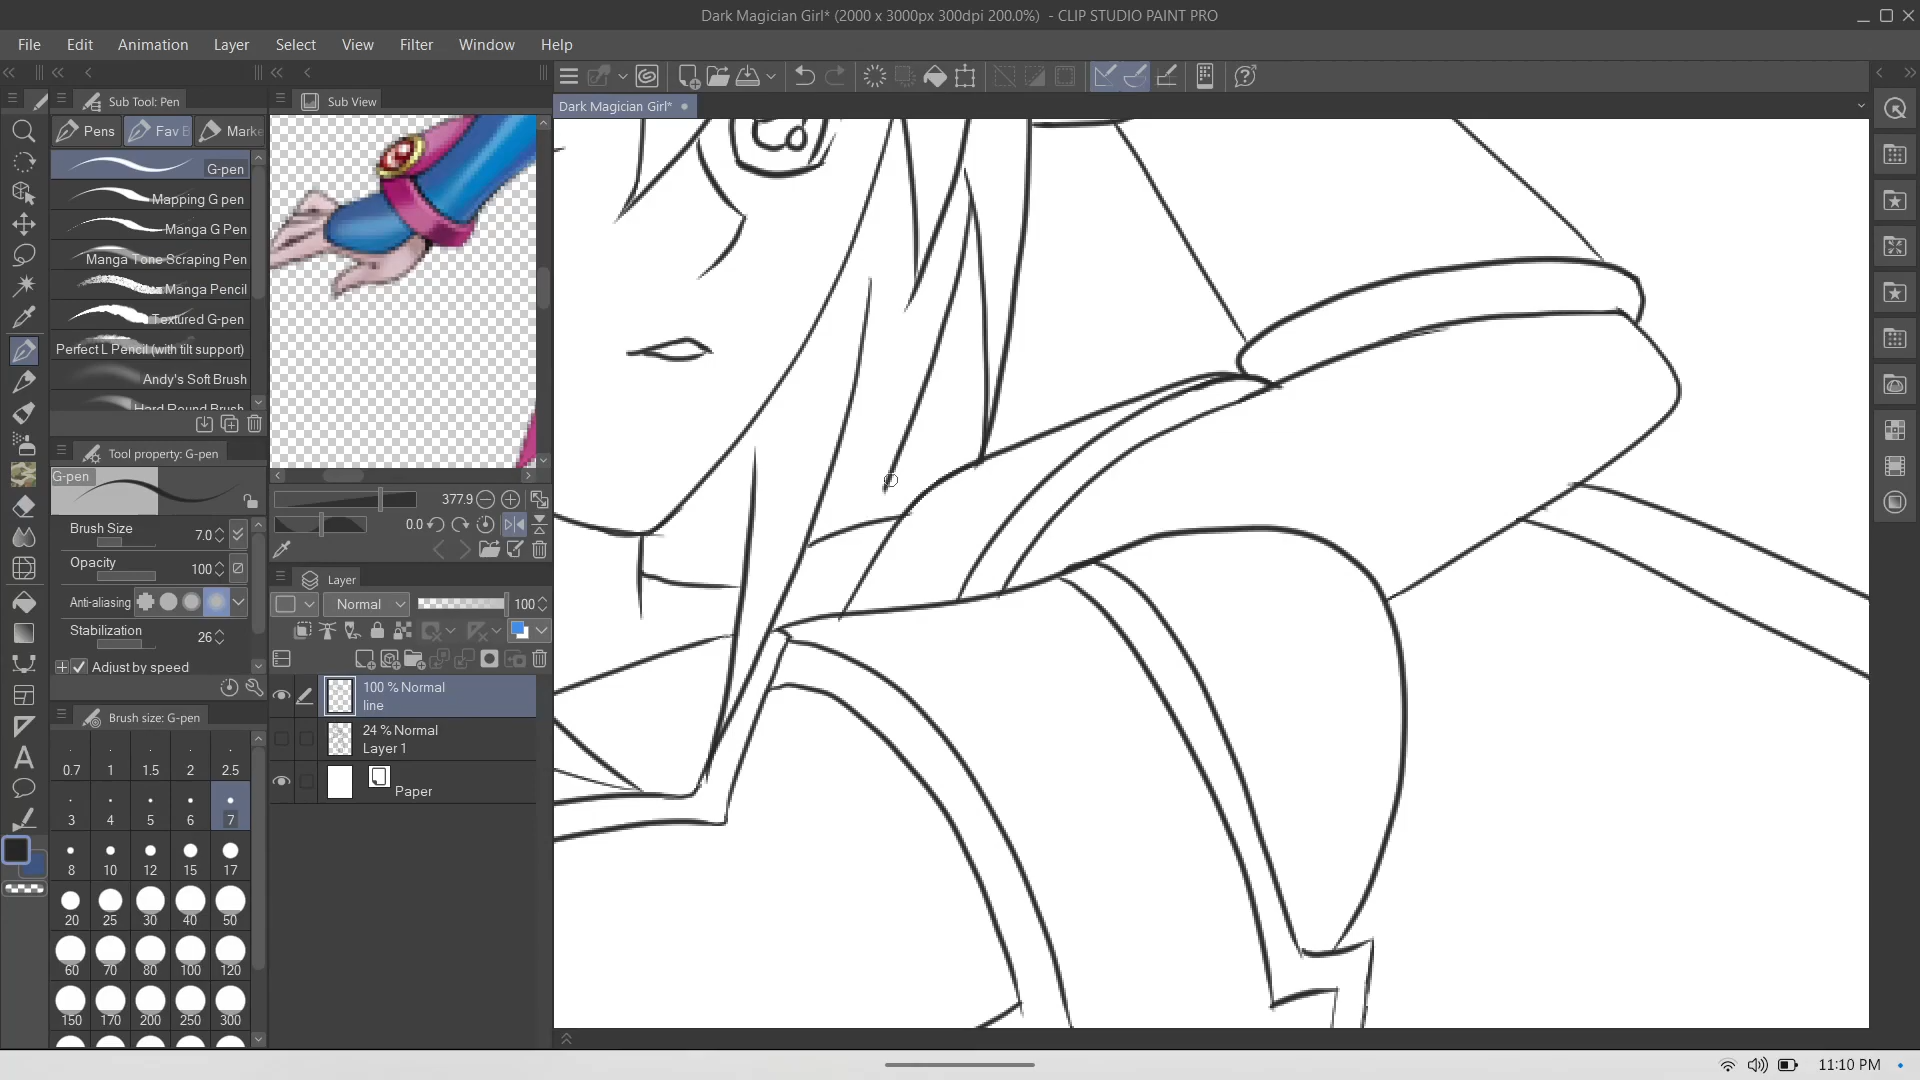 Dark Magician Girl* (2000 x 3000px 300dpi 200.0%) - CLIP STUDIO PAINT PRO
File Edit Animation Layer Select View Filter Window Help
Sub Tool: Pen
Sub View
Dark Magician Girl*
Pens
Fav
Marke
G-pen
Mapping G pen
Manga G Pen
Manga Tone Scraping Pen
Manga Pencil
Textured G-pen
Perfect L Pencil (with tilt support)
Andy's Soft Brush
Hard Round Brush
Tool property: G-pen
G-pen
377.9
0.0
Brush Size 7.0
Opacity 100
Anti-aliasing
Stabilization 26
Adjust by speed
Layer
Normal 100
100 % Normal
line
24 % Normal
Layer 1
Paper
Brush size: G-pen
0.7 1 1.5 2 2.5
3 4 5 6 7
8 10 12 15 17
20 25 30 40 50
60 70 80 100 120
150 170 200 250 300
11:10 PM